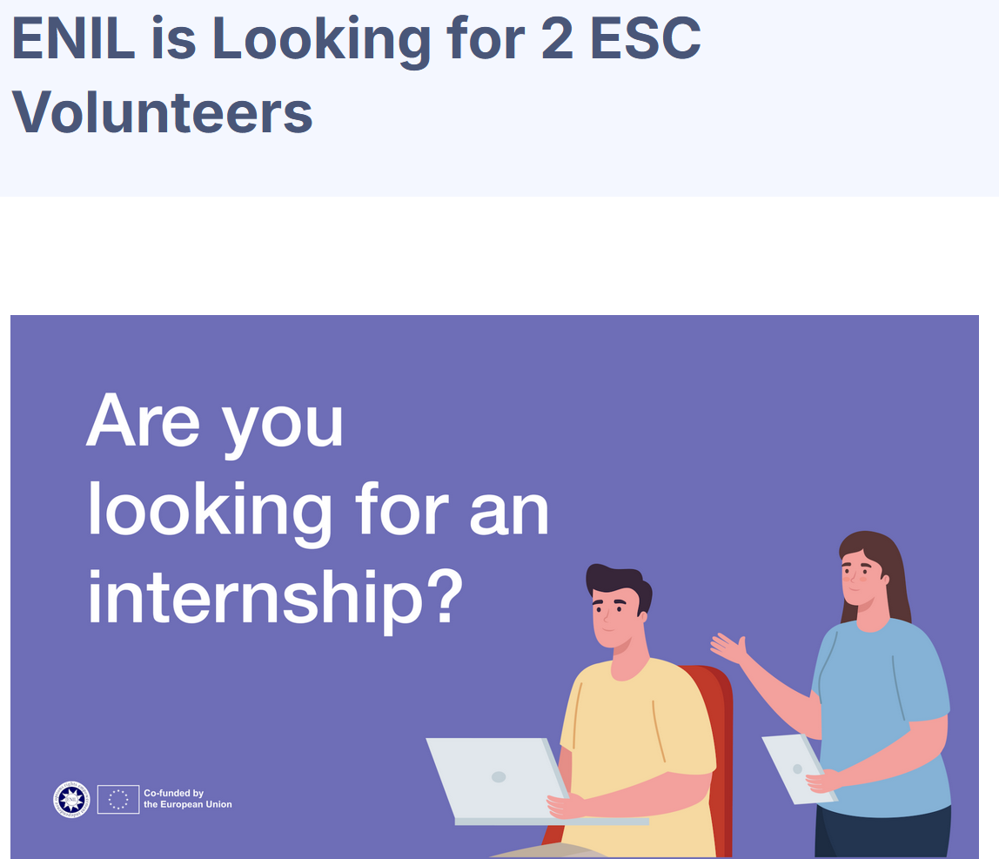 ENIL is Looking for 2 ESC
Volunteers
Are you
looking for an
internship?
Co-funded by
the European Union